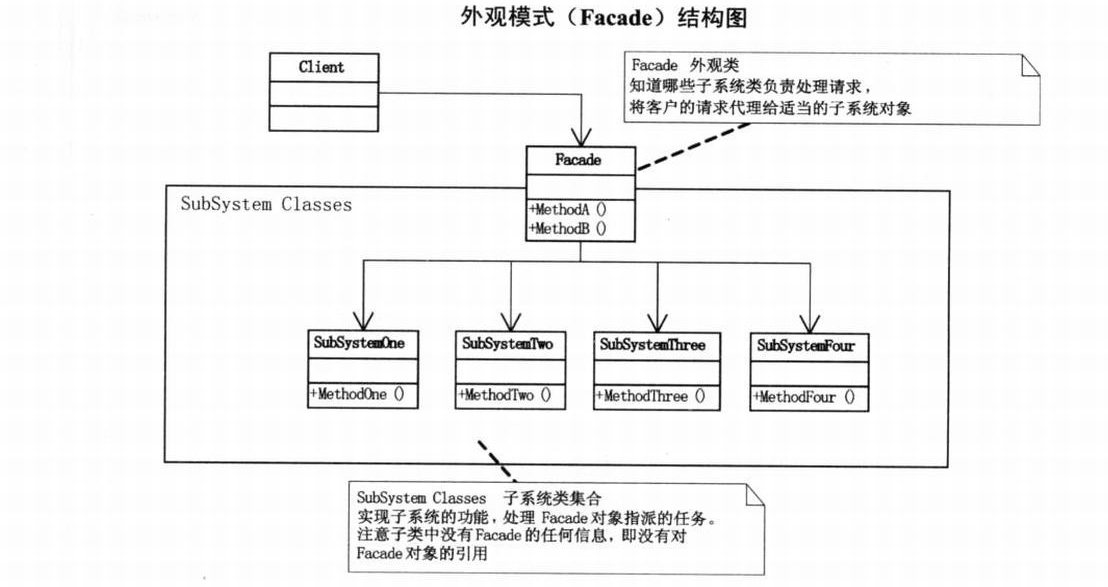 外观模式（Facade）结构图
Client
Facade 外观类
知道哪些子系统类负责处理请求，
将客户的请求代理给适当的子系统对象
Facade
+MethodA ()
+MethodB ()
SubSystem Classes
SubSystemOne
+MethodOne ()
SubSystemTwo
+MethodTwo ()
SubSystemThree
+MethodThree ()
SubSystemFour
+MethodFour ()
SubSystem Classes 子系统类集合
实现子系统的功能，处理 Facade 对象指派的任务。
注意子类中没有Facade的任何信息，即没有对
Facade对象的引用